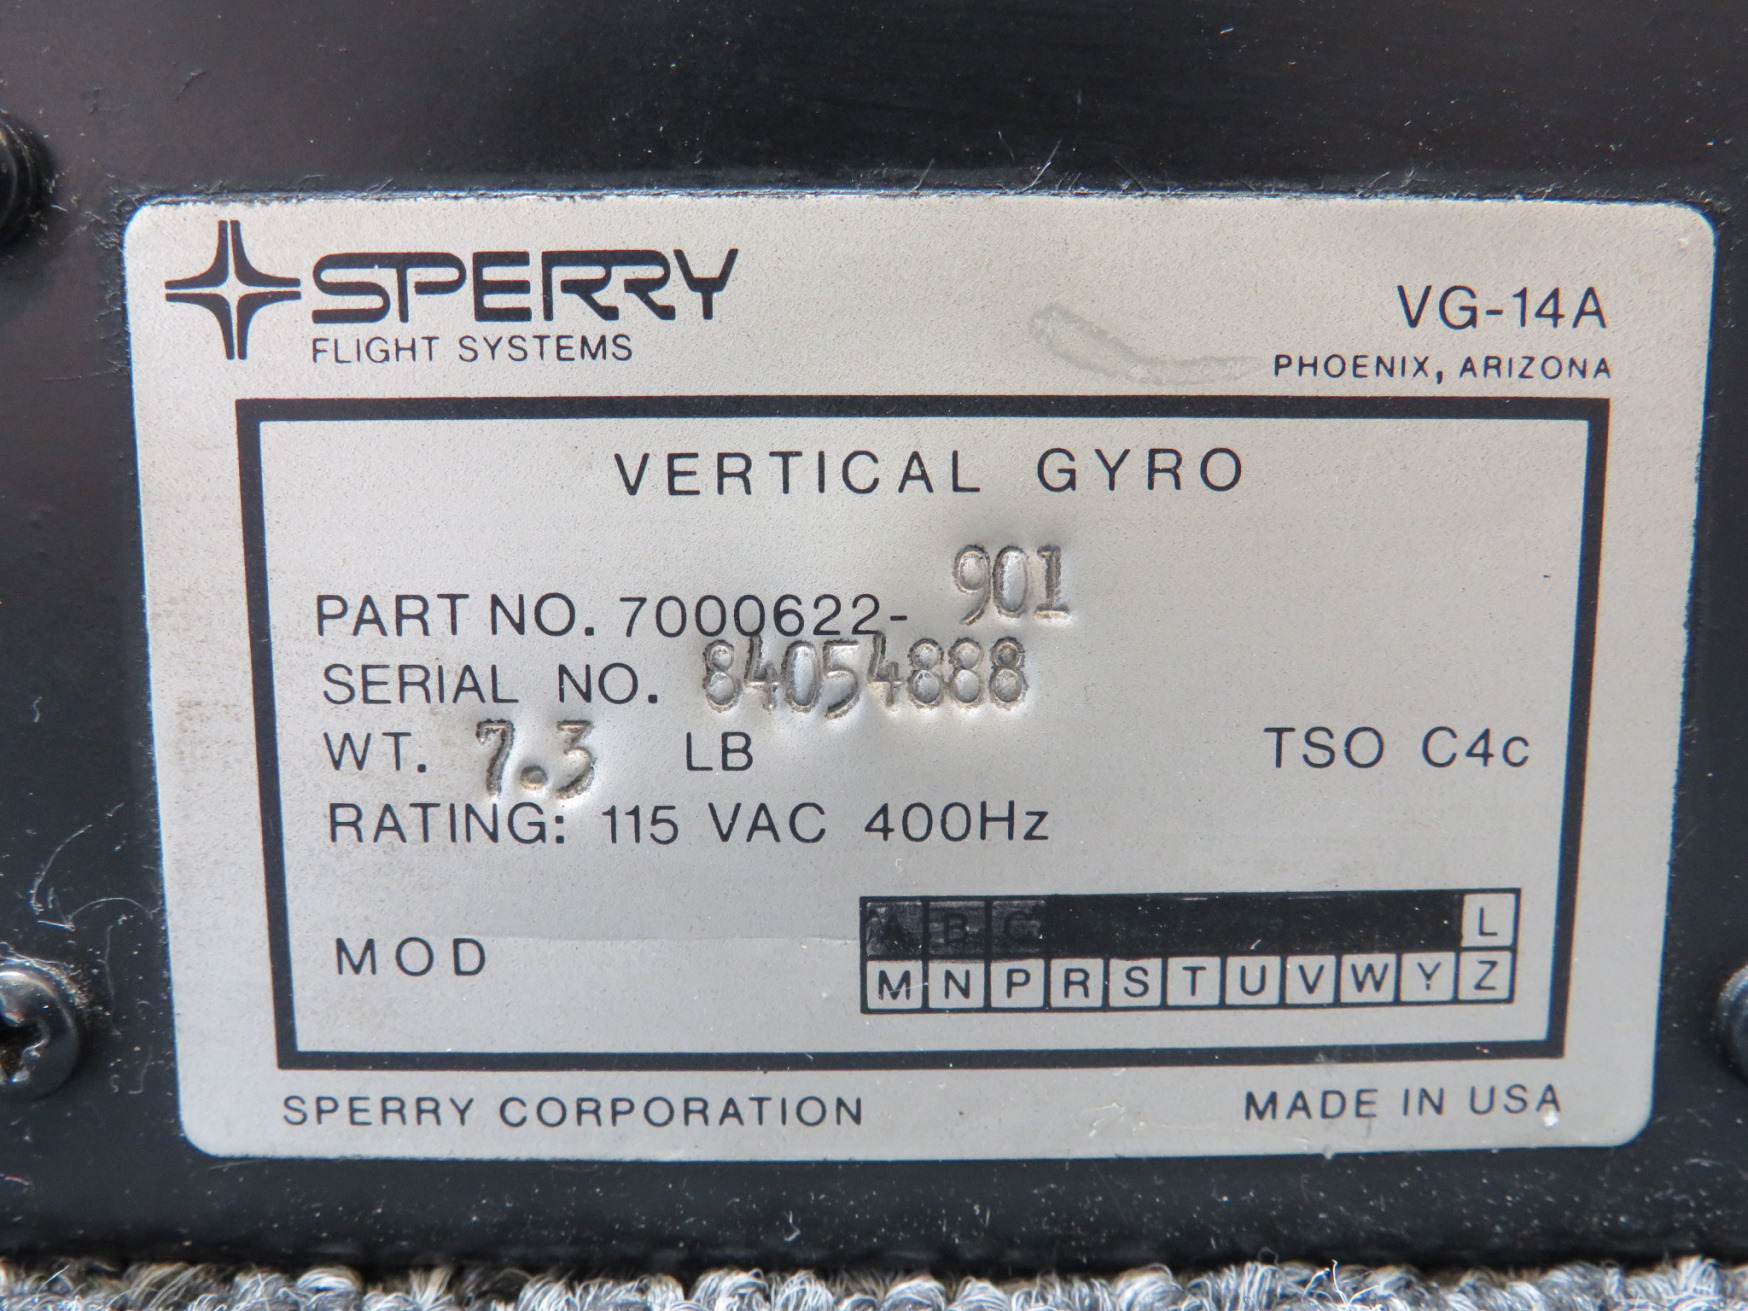 SPERRY
FLIGHT SYSTEMS
VG-14A
PHOENIX, ARIZONA
VERTICAL GYRO
PART NO. 7000622-901
SERIAL NO. 84054888
WT. 7.3 LB
TSO C4c
RATING: 115 VAC 400Hz
MOD
A B C L
M N P R S T U V W Y Z
SPERRY CORPORATION
MADE IN USA